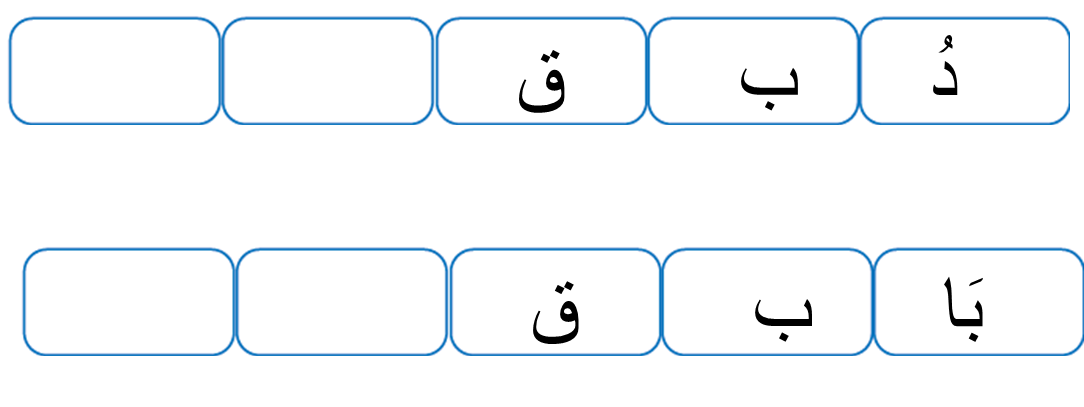 دُ ب ق
بَا ب ق